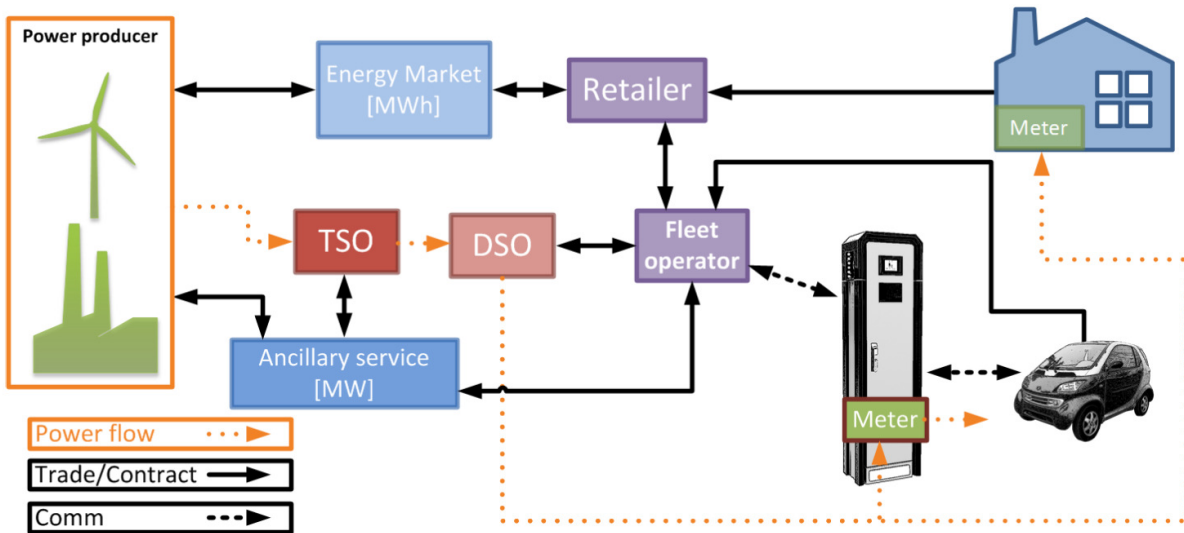 Power producer
Energy Market
[MWh]
Retailer
Meter
TSO
DSO
Fleet
operator
Ancillary service
[MW]
Meter
Power flow
Trade/Contract
Comm